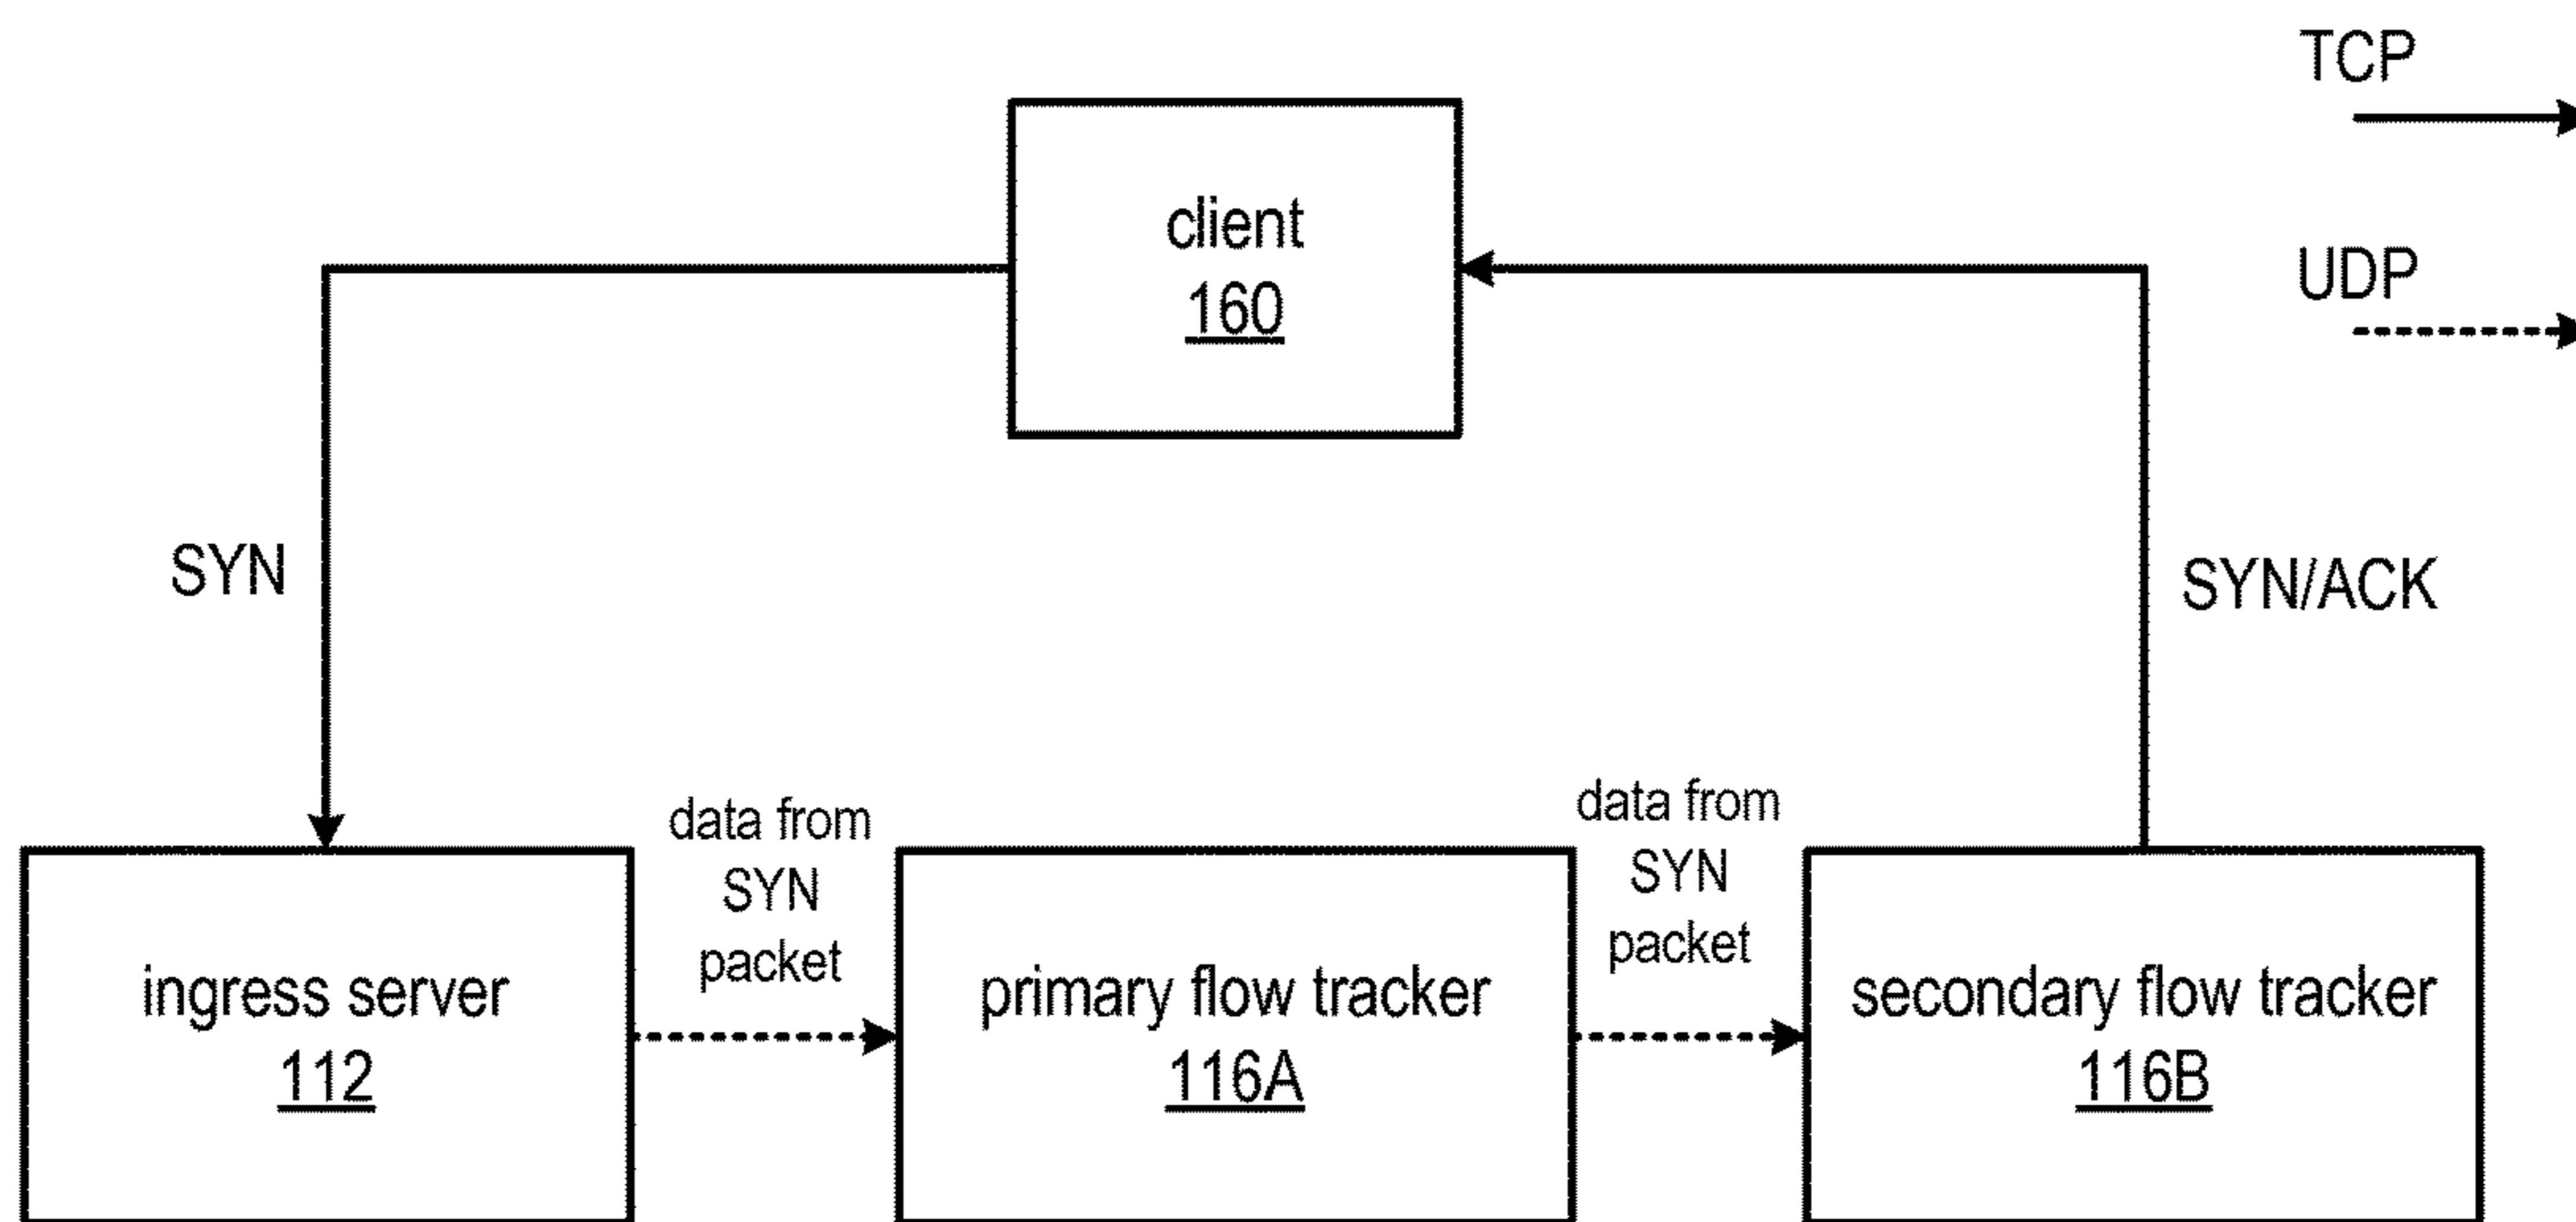 TCP
UDP
client
160
SYN
SYN/ACK
data from
SYN
packet
data from
SYN
packet
ingress server
112
primary flow tracker
116A
secondary flow tracker
116B